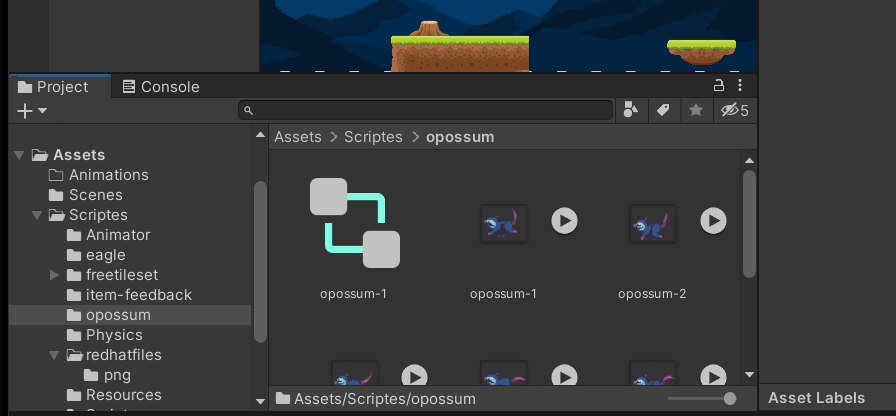 Project
Console
5
Assets
Animations
Scenes
Scriptes
Animator
eagle
freetileset
item-feedback
opossum
Physics
redhatfiles
png
Resources
Assets > Scriptes > opossum
opossum-1
opossum-1
opossum-2
Assets/Scriptes/opossum
Asset Labels